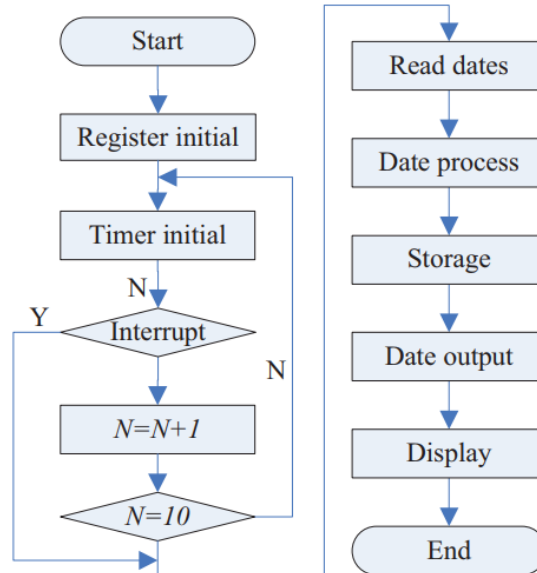 Start
Register initial
Timer initial
N
Interrupt
Y
N=N+1
N
N=10
Read dates
Date process
Storage
Date output
Display
End